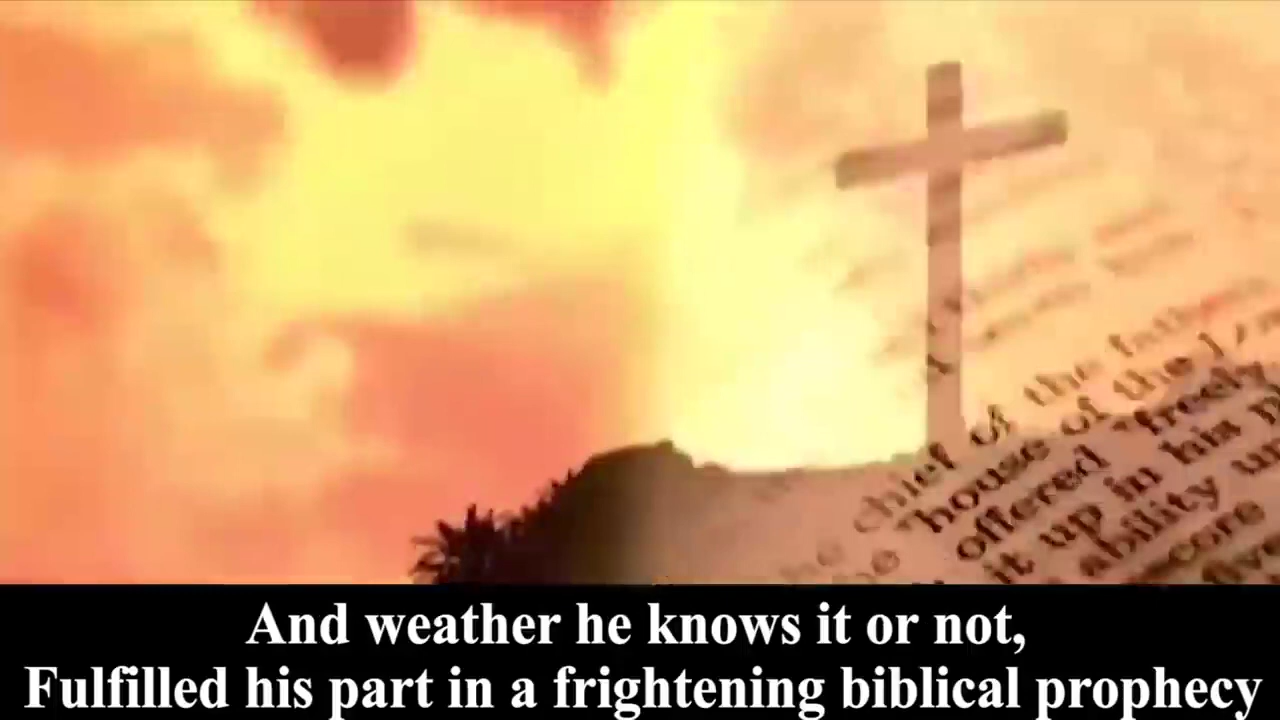 chief of the
house of the
offered freely
it up in his
ability
score
And weather he knows it or not,
Fulfilled his part in a frightening biblical prophecy